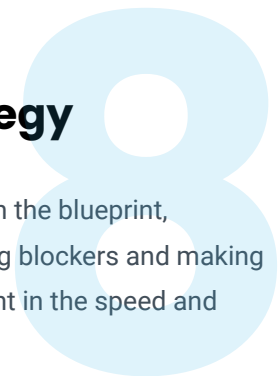 8
egy
n the blueprint,
g blockers and making
nt in the speed and